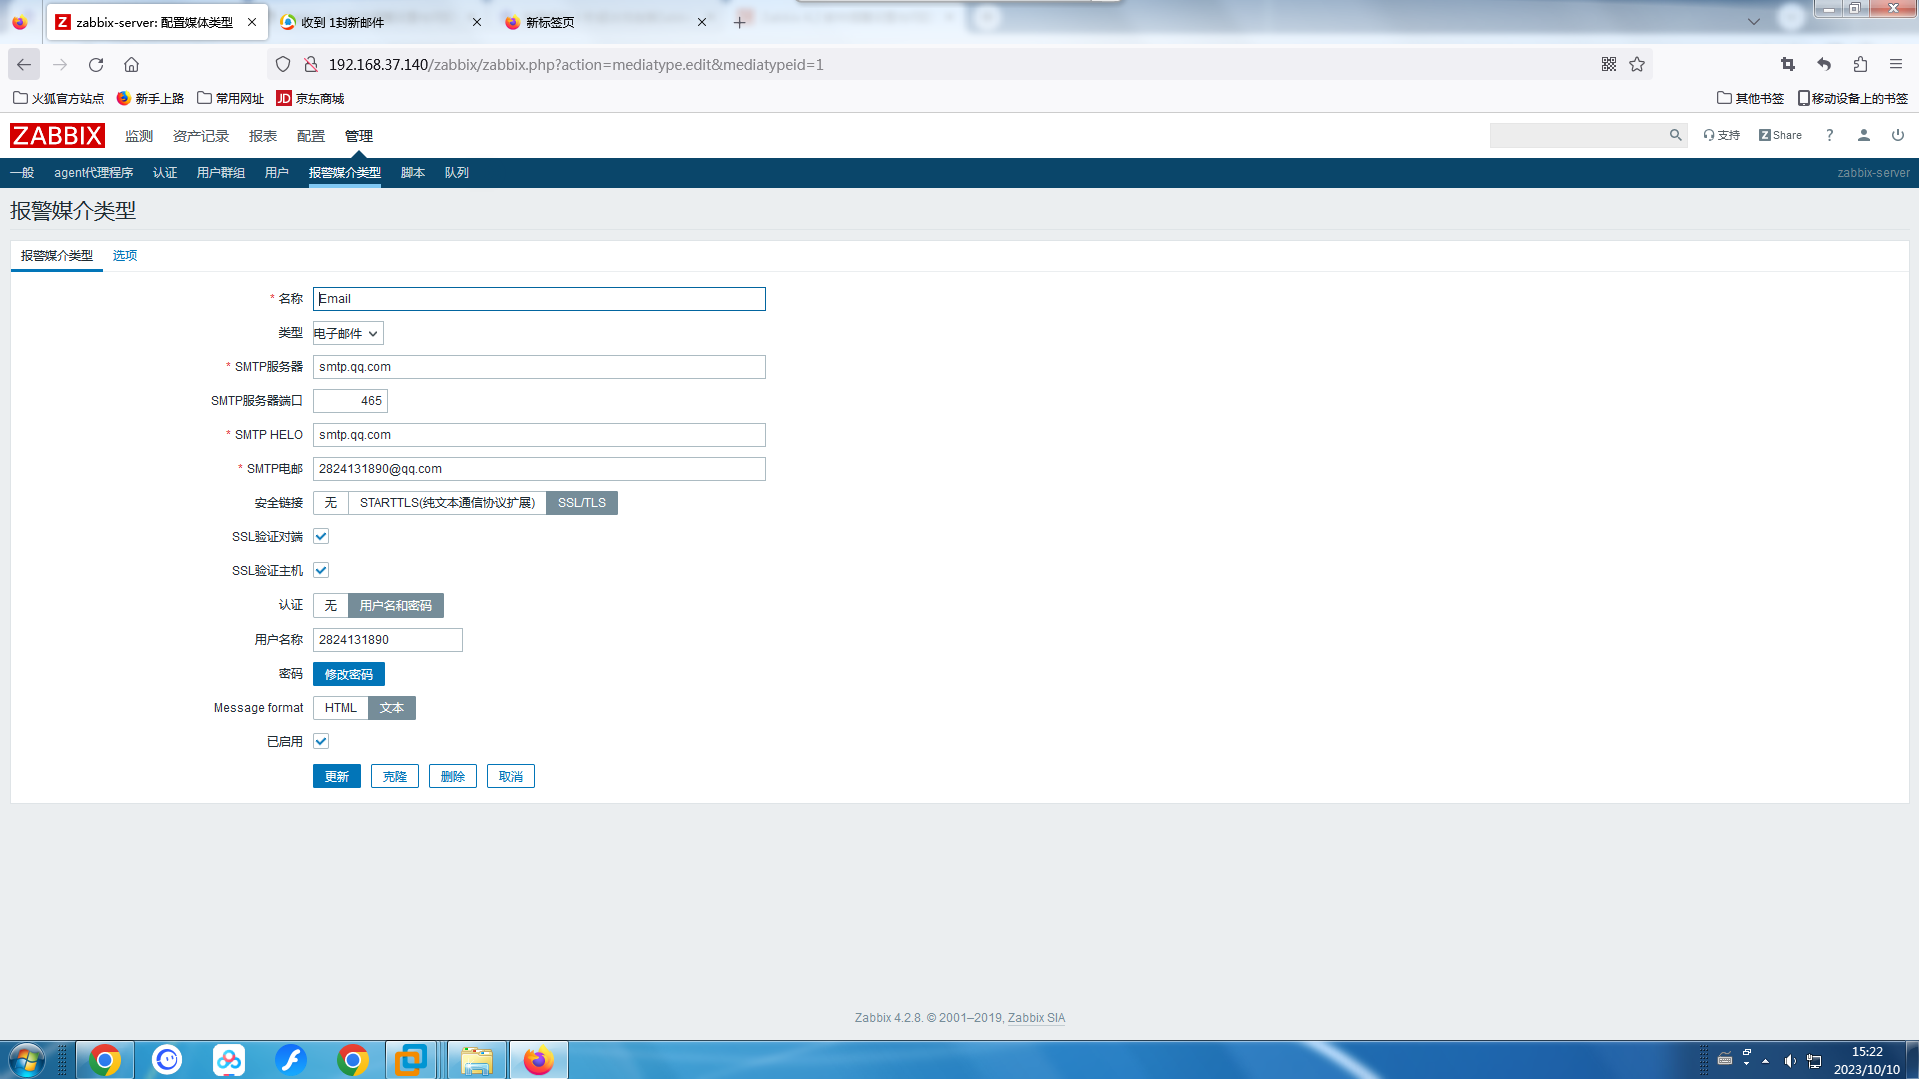 zabbix-server: 配置媒体类型
收到 1封新邮件
新标签页
192.168.37.140/zabbix/zabbix.php?action=mediatype.edit&mediatypeid=1
火狐官方站点
新手上路
常用网址
JD 京东商城
其他书签
移动设备上的书签
ZABBIX
监测
资产记录
报表
配置
管理
支持
Z Share
?
一般
agent代理程序
认证
用户群组
用户
报警媒介类型
脚本
队列
zabbix-server
报警媒介类型
报警媒介类型
选项
* 名称 Email
类型 电子邮件
* SMTP服务器 smtp.qq.com
SMTP服务器端口 465
* SMTP HELO smtp.qq.com
* SMTP电邮 2824131890@qq.com
安全链接 无 STARTTLS(纯文本通信协议扩展) SSL/TLS
SSL验证对端
SSL验证主机
认证 无 用户名和密码
用户名称 2824131890
密码 修改密码
Message format HTML 文本
已启用
更新 克隆 删除 取消
Zabbix 4.2.8. © 2001–2019, Zabbix SIA
15:22
2023/10/10